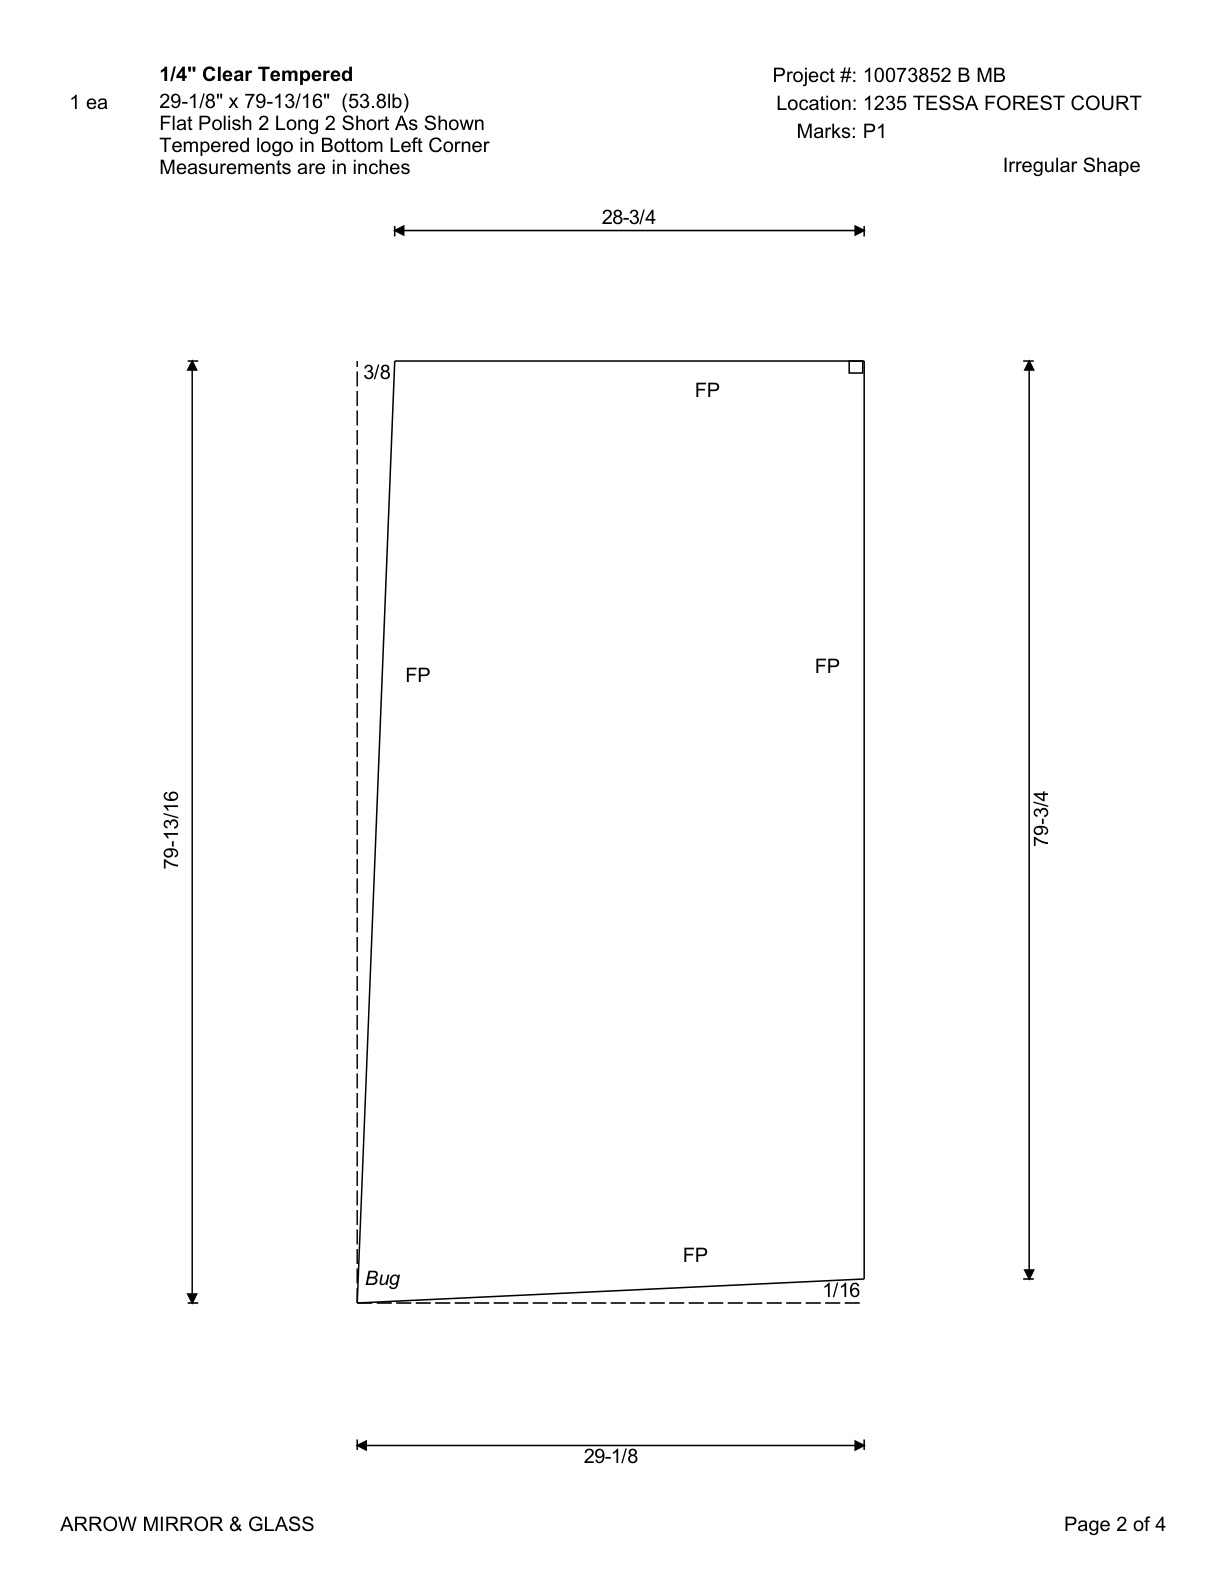 1/4" Clear Tempered
Project #: 10073852 B MB
1 ea
29-1/8" x 79-13/16"  (53.8lb)
Location: 1235 TESSA FOREST COURT
Flat Polish 2 Long 2 Short As Shown
Marks: P1
Tempered logo in Bottom Left Corner
Measurements are in inches
Irregular Shape
28-3/4
3/8
FP
FP
FP
79-13/16
79-3/4
FP
Bug
1/16
29-1/8
ARROW MIRROR & GLASS
Page 2 of 4